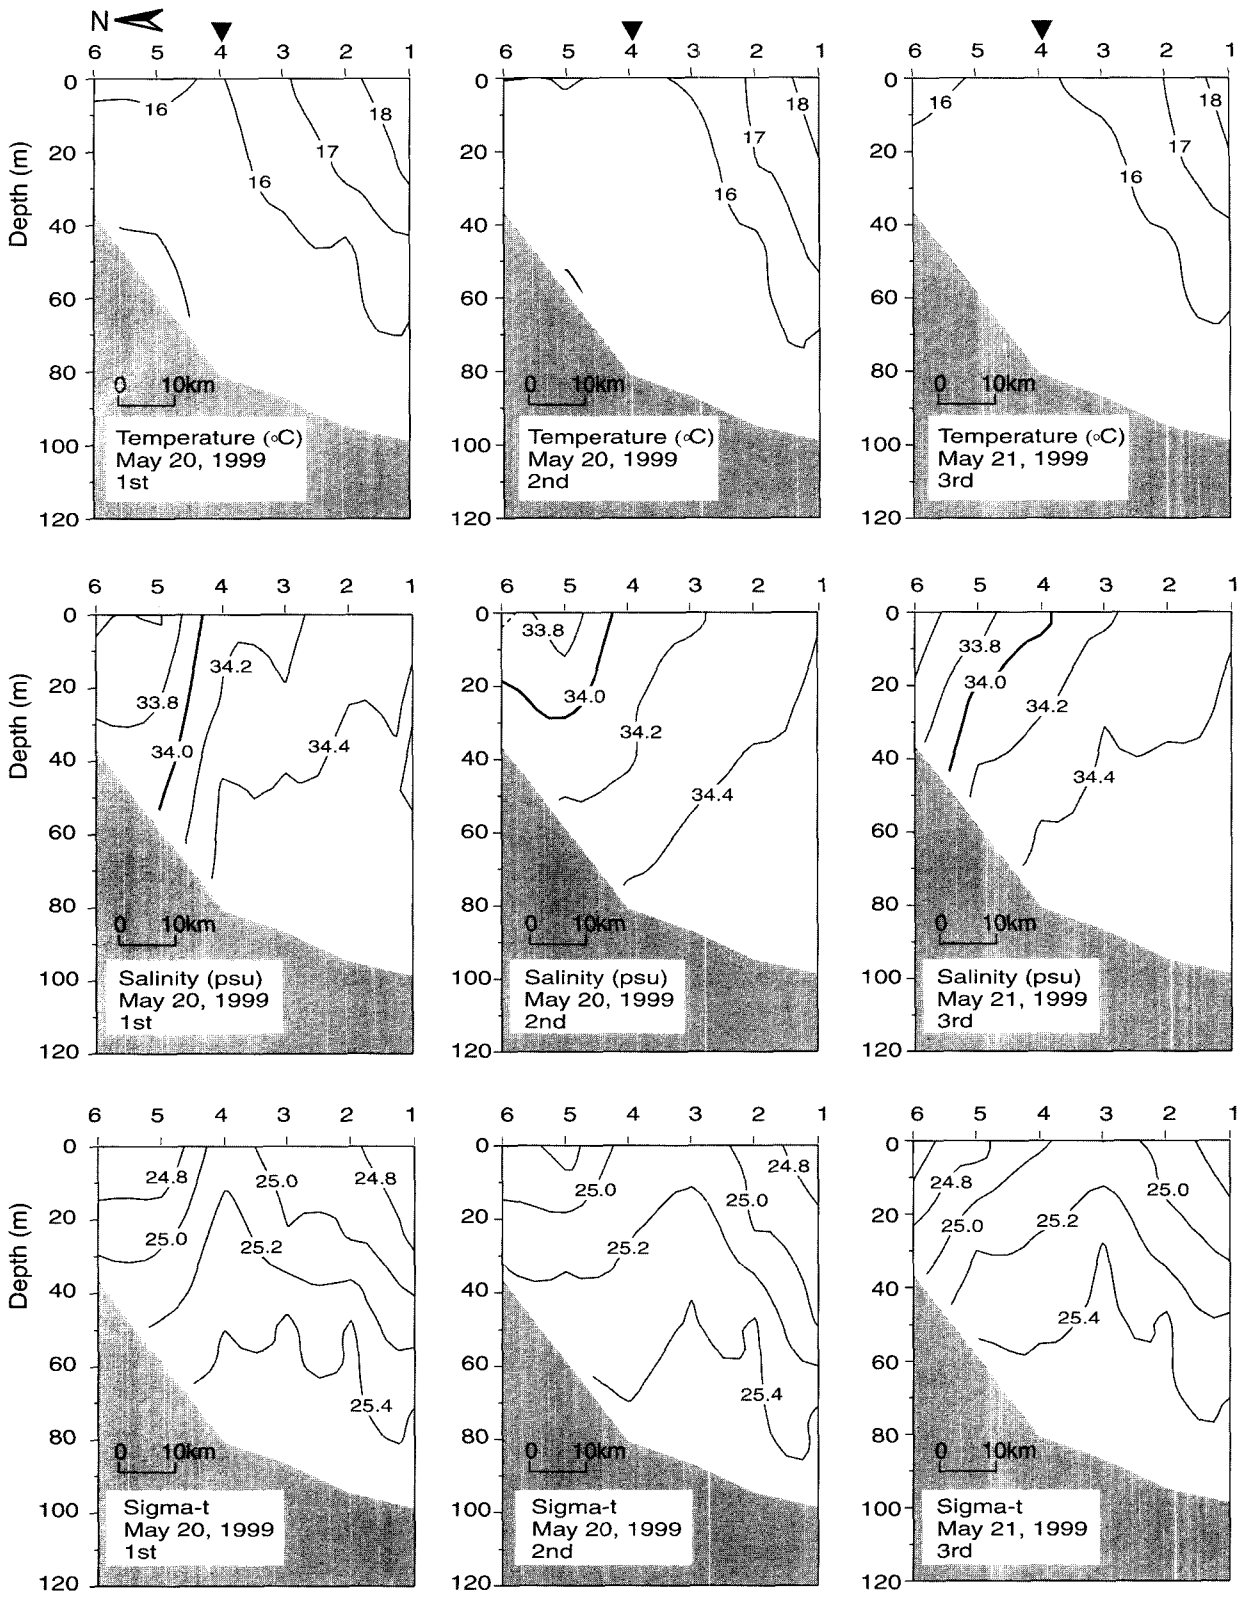 N
6 5 4 3 2 1
6 5 4 3 2 1
6 5 4 3 2 1
Depth (m)
0
20
40
60
80
100
120
16
18
17
16
0 10km
Temperature (°C)
May 20, 1999
1st
0
20
40
60
80
100
120
18
17
16
0 10km
Temperature (°C)
May 20, 1999
2nd
0
20
40
60
80
100
120
16
18
17
16
0 10km
Temperature (°C)
May 21, 1999
3rd
6 5 4 3 2 1
6 5 4 3 2 1
6 5 4 3 2 1
Depth (m)
0
20
40
60
80
100
120
34.2
33.8
34.0
34.4
0 10km
Salinity (psu)
May 20, 1999
1st
0
20
40
60
80
100
120
33.8
34.0
34.2
34.4
0 10km
Salinity (psu)
May 20, 1999
2nd
0
20
40
60
80
100
120
33.8
34.0
34.2
34.4
0 10km
Salinity (psu)
May 21, 1999
3rd
6 5 4 3 2 1
6 5 4 3 2 1
6 5 4 3 2 1
Depth (m)
0
20
40
60
80
100
120
24.8
25.0
24.8
25.0
25.2
25.4
0 10km
Sigma-t
May 20, 1999
1st
0
20
40
60
80
100
120
24.8
25.0
25.0
25.2
25.4
0 10km
Sigma-t
May 20, 1999
2nd
0
20
40
60
80
100
120
24.8
25.0
25.0
25.2
25.4
0 10km
Sigma-t
May 21, 1999
3rd